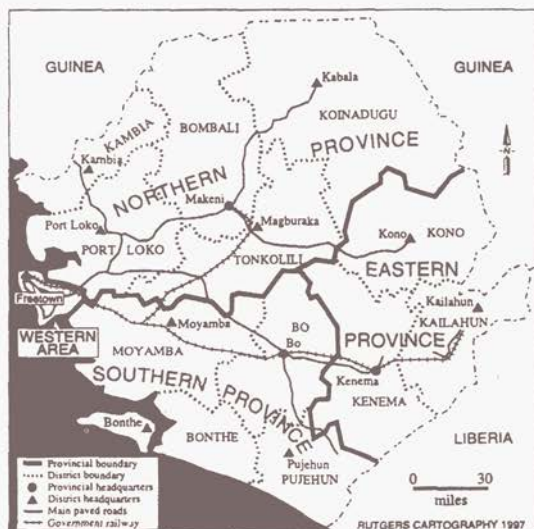 GUINEA
GUINEA
Kabala
KOINADUGU
BOMBALI
KAMBIA
Kambia
PROVINCE
NORTHERN
N
Makeni
Magburaka
Port Loko
PORT LOKO
TONKOLILI
Kono
KONO
EASTERN
Freetown
WESTERN
AREA
Kailahun
KAILAHUN
Moyamba
MOYAMBA
BO
Bo
PROVINCE
Kenema
KENEMA
SOUTHERN
PROVINCE
Bonthe
BONTHE
Pujehun
PUJEHUN
LIBERIA
Provincial boundary
District boundary
Provincial headquarters
District headquarters
Main paved roads
Government railway
0 30
miles
RUTGERS CARTOGRAPHY 1997